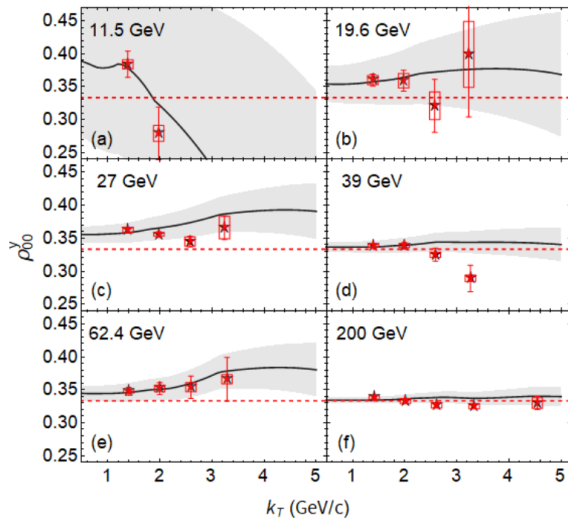 11.5 GeV 19.6 GeV
0.45
0.40
0.35
0.30
0.25
(a) (b)
27 GeV 39 GeV
0.45
0.40
0.35
0.30
0.25
(c) (d)
62.4 GeV 200 GeV
0.45
0.40
0.35
0.30
0.25
(e) (f)
ρ^y_00
1 2 3 4 5 1 2 3 4 5
k_T (GeV/c) k_T (GeV/c)